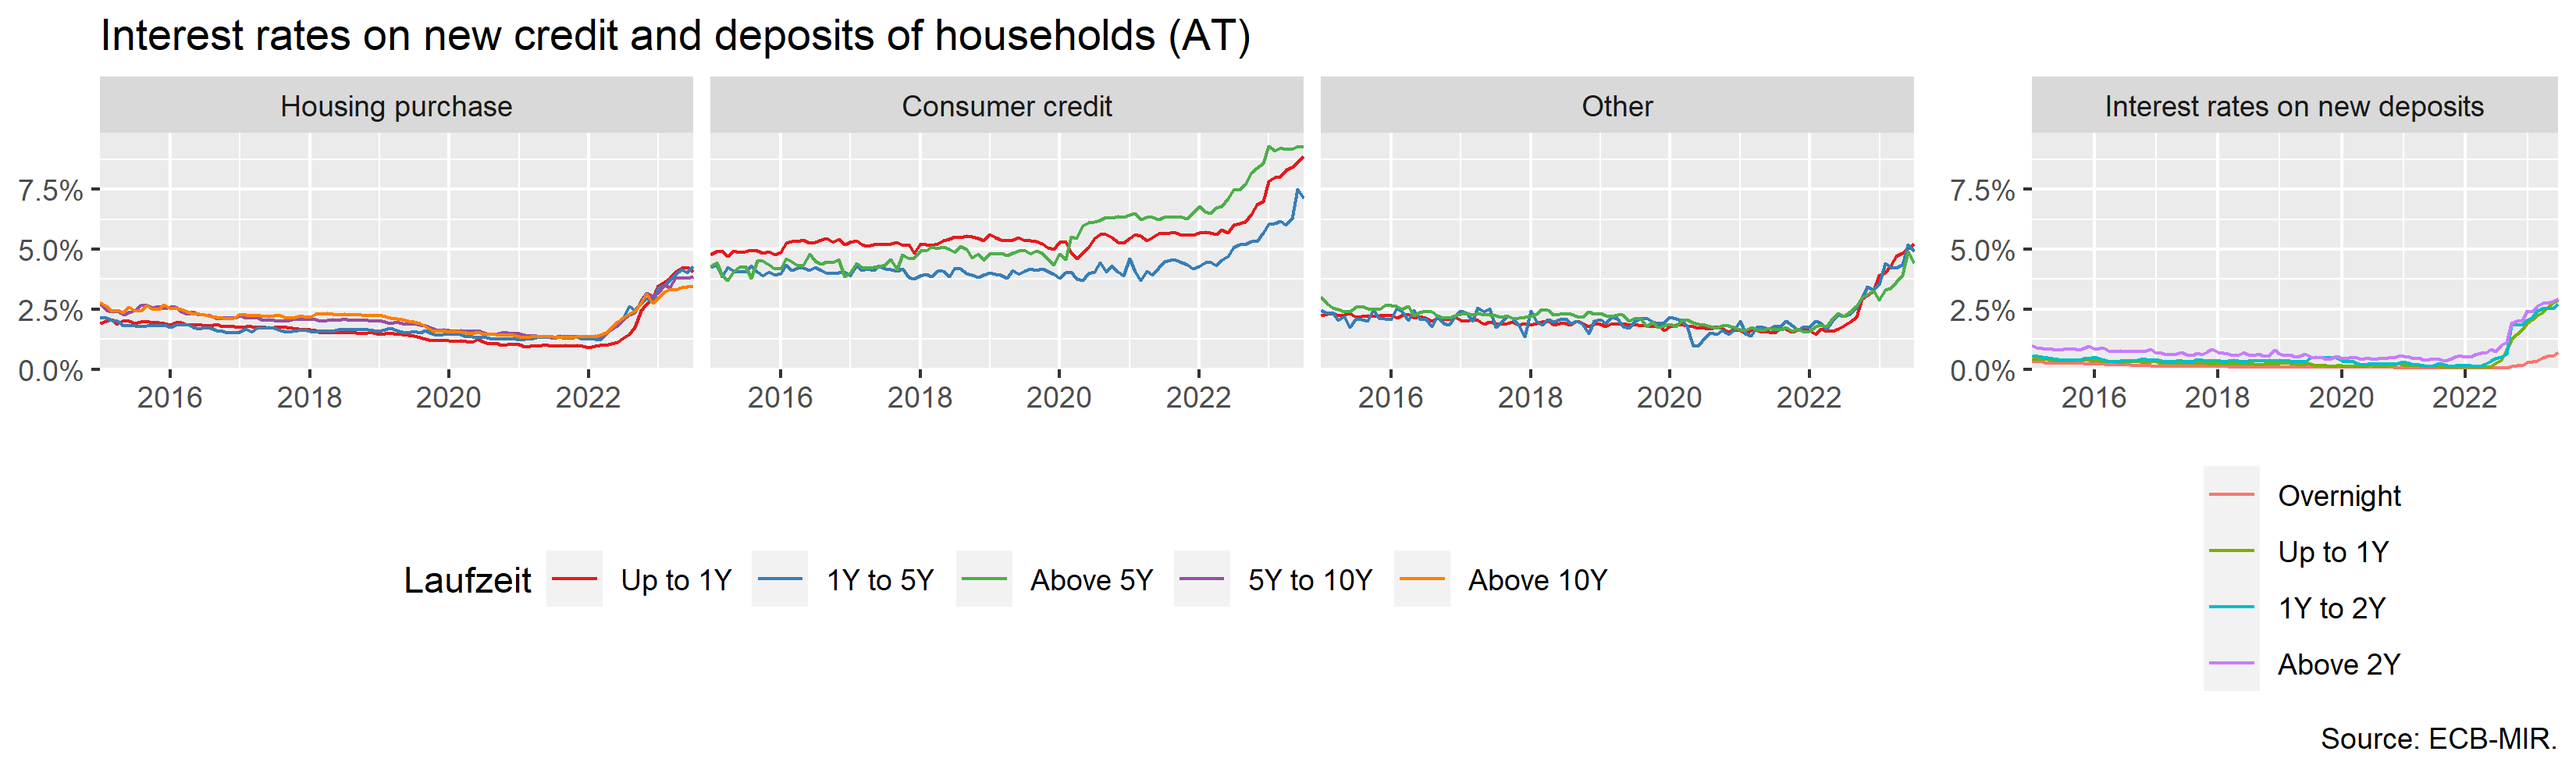 Interest rates on new credit and deposits of households (AT)
Housing purchase
Consumer credit
Other
Interest rates on new deposits
7.5%
5.0%
2.5%
0.0%
2016 2018 2020 2022
2016 2018 2020 2022
2016 2018 2020 2022
7.5%
5.0%
2.5%
0.0%
2016 2018 2020 2022
Laufzeit Up to 1Y 1Y to 5Y Above 5Y 5Y to 10Y Above 10Y
Overnight
Up to 1Y
1Y to 2Y
Above 2Y
Source: ECB-MIR.